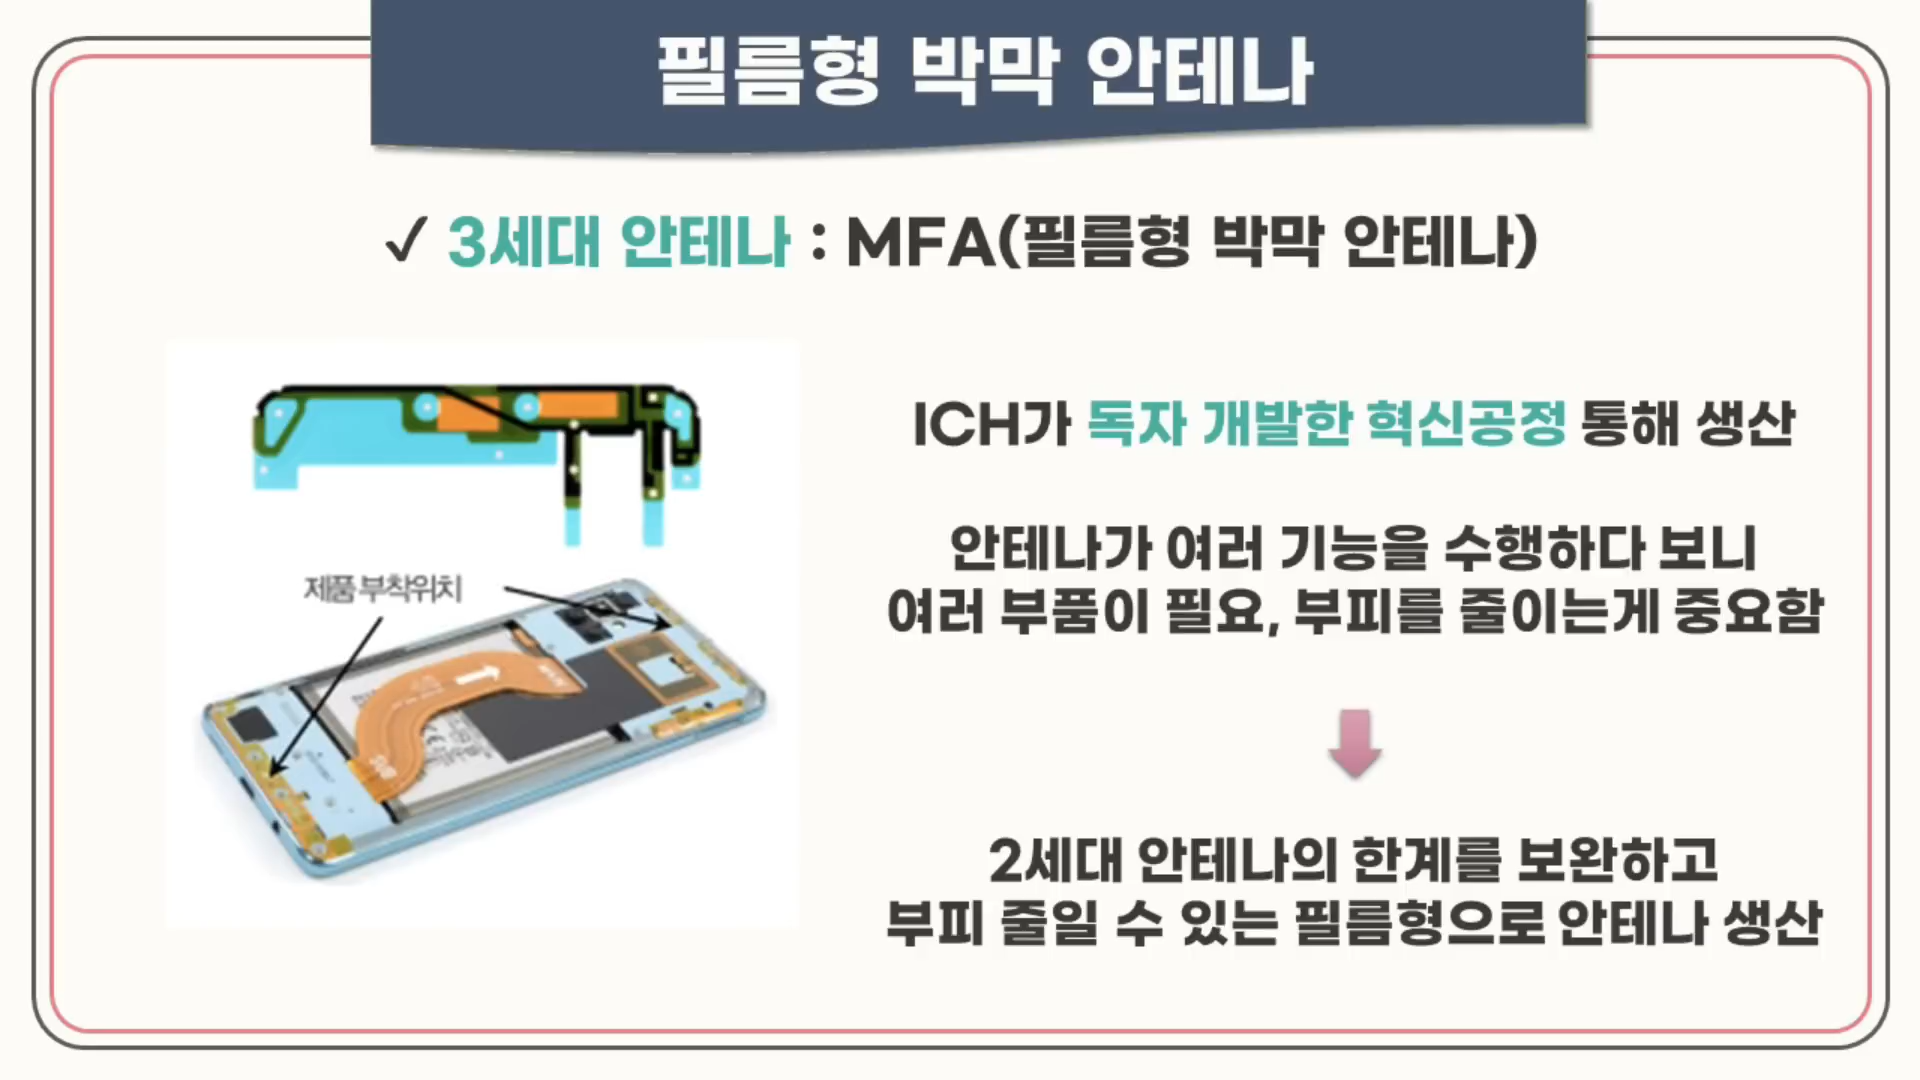 필름형 박막 안테나
✓ 3세대 안테나 : MFA(필름형 박막 안테나)
제품 부착위치
ICH가 독자 개발한 혁신공정 통해 생산
안테나가 여러 기능을 수행하다 보니
여러 부품이 필요, 부피를 줄이는게 중요함
2세대 안테나의 한계를 보완하고
부피 줄일 수 있는 필름형으로 안테나 생산